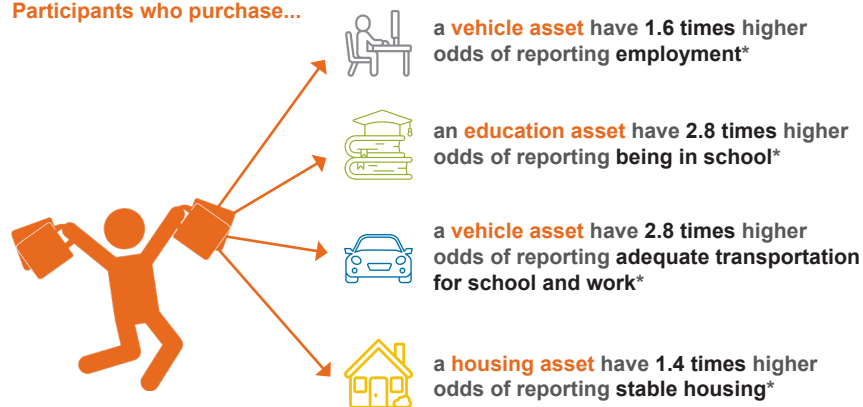 Participants who purchase...
a vehicle asset have 1.6 times higher
odds of reporting employment*
an education asset have 2.8 times higher
odds of reporting being in school*
a vehicle asset have 2.8 times higher
odds of reporting adequate transportation
for school and work*
a housing asset have 1.4 times higher
odds of reporting stable housing*